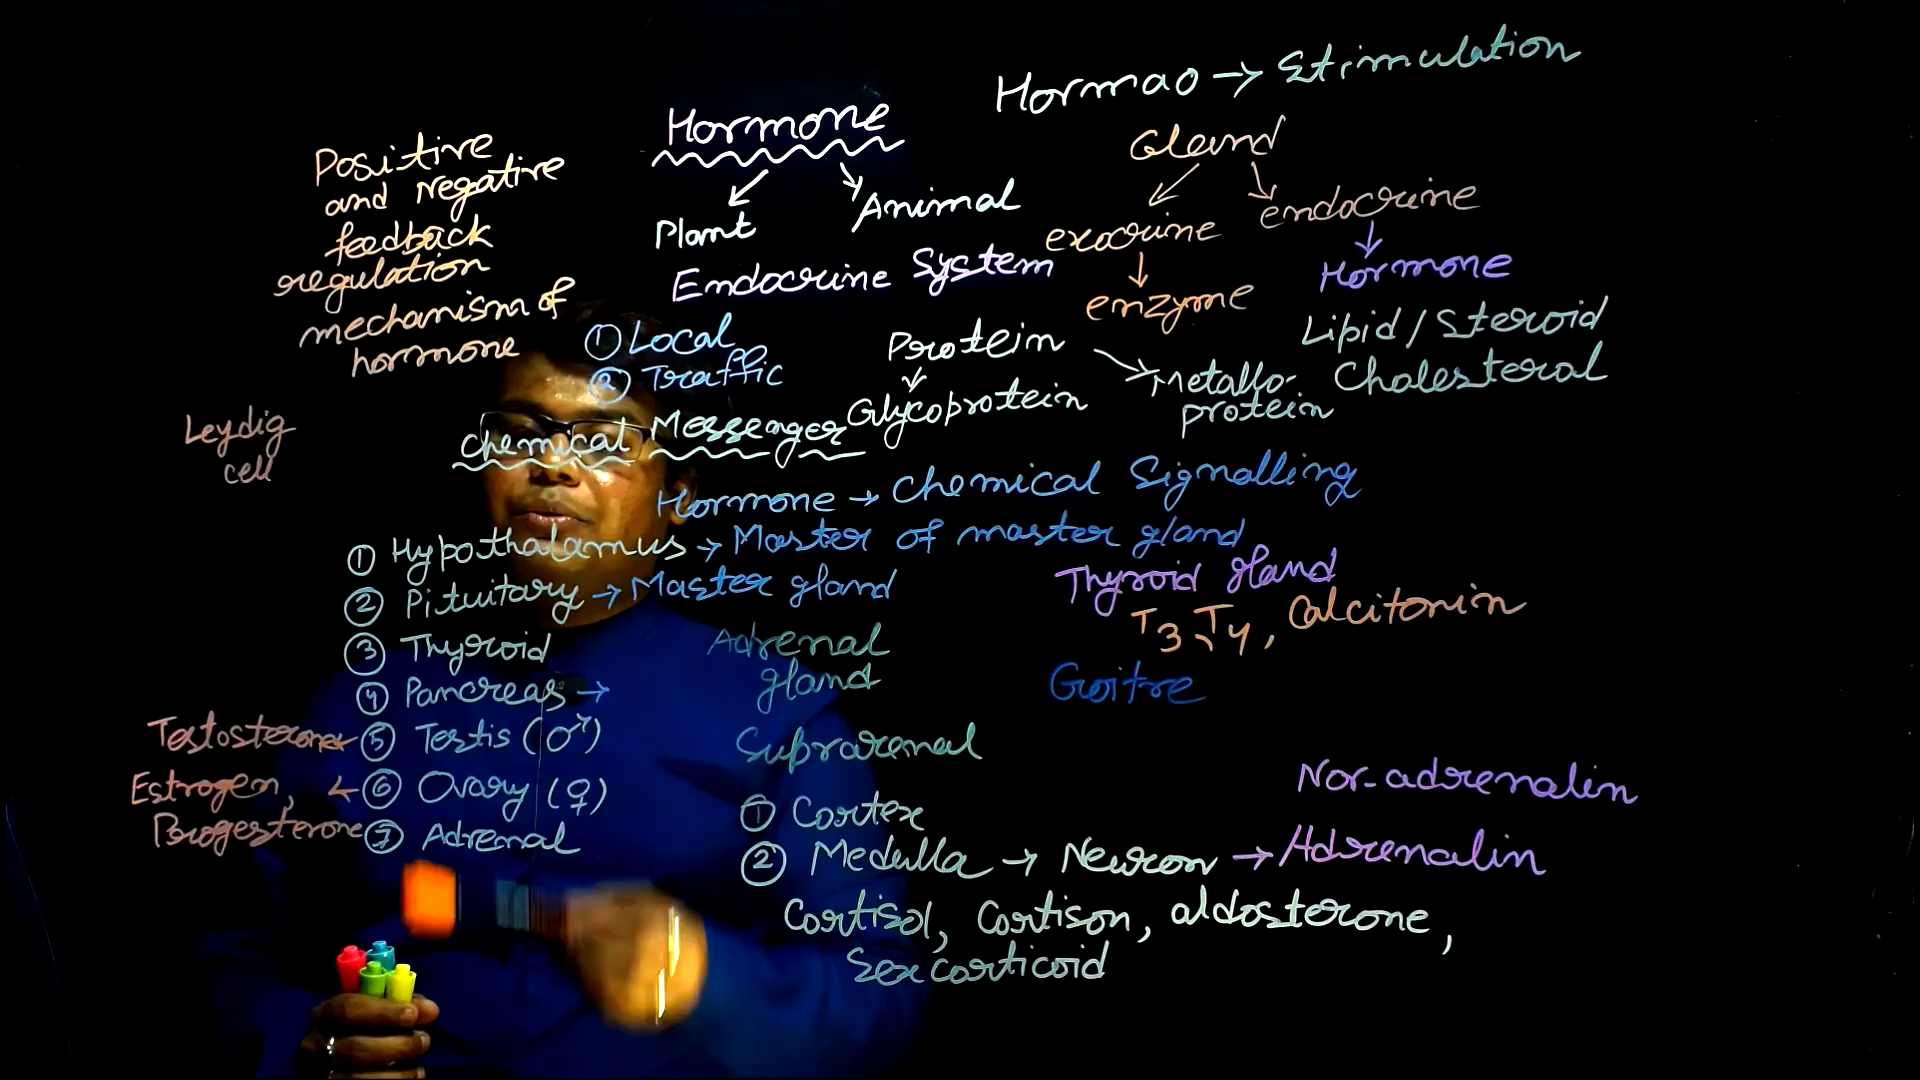 Hormao → Stimulation
Hormone
Plant
Animal
Endocrine System
① Local
② Traffic
Chemical Messenger
Positive
and Negative
feedback
regulation
mechanism of
hormone
Gland
exocrine
endocrine
enzyme
Hormone
Lipid/Steroid
Cholesteral
Protein
Glycoprotein
Metallo-
protein
Leydig
cell
Hormone → Chemical Signalling
① Hypothalamus → Master of master gland
② Pituitary → Master gland
③ Thyroid
④ Pancreas →
Testosterone ← ⑤ Testis (♂)
Estrogen, ← ⑥ Ovary (♀)
Progesterone ⑦ Adrenal
Thyroid gland
T3, T4, Calcitonin
Goitre
Adrenal
gland
Suprarenal
① Cortex
② Medulla → Neuron → Adrenalin
Nor-adrenalin
Cortisol, Cortison, aldosterone,
Sexcorticoid